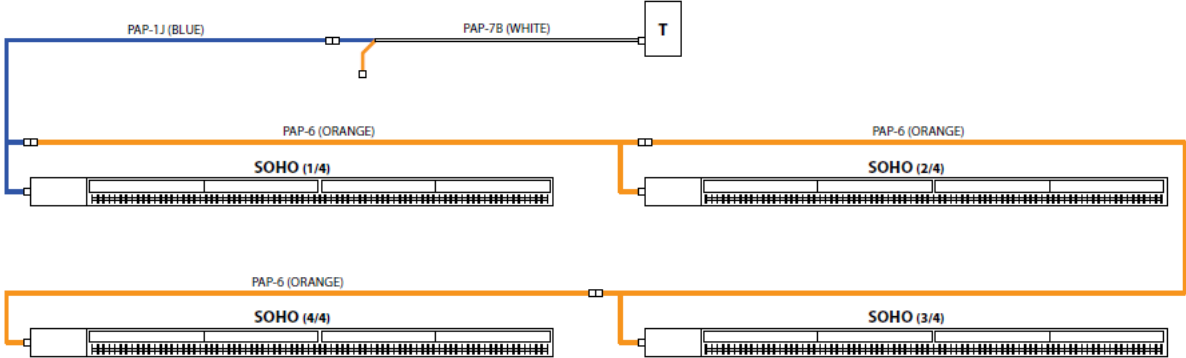 PAP-1J (BLUE)
PAP-7B (WHITE)
T
PAP-6 (ORANGE)
PAP-6 (ORANGE)
SOHO (1/4)
SOHO (2/4)
PAP-6 (ORANGE)
SOHO (4/4)
SOHO (3/4)